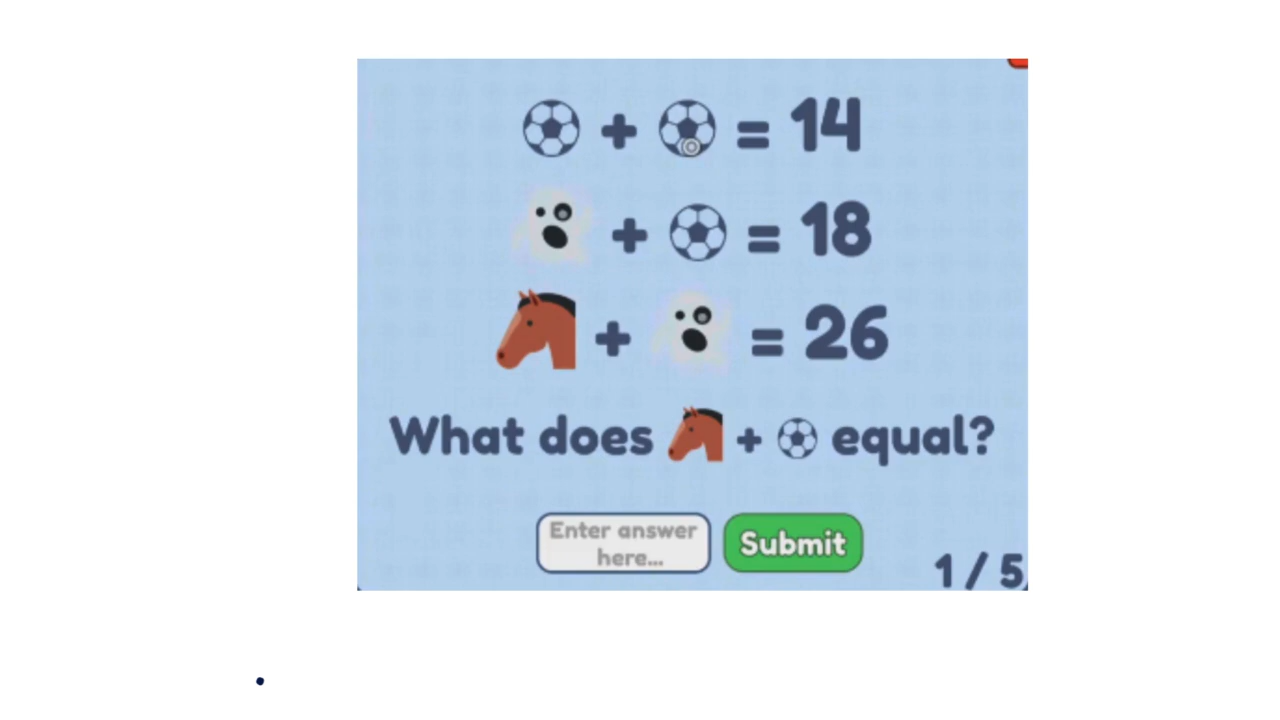 + = 14
+ = 18
+ = 26
What does + equal?
Enter answer
here...
Submit
1 / 5